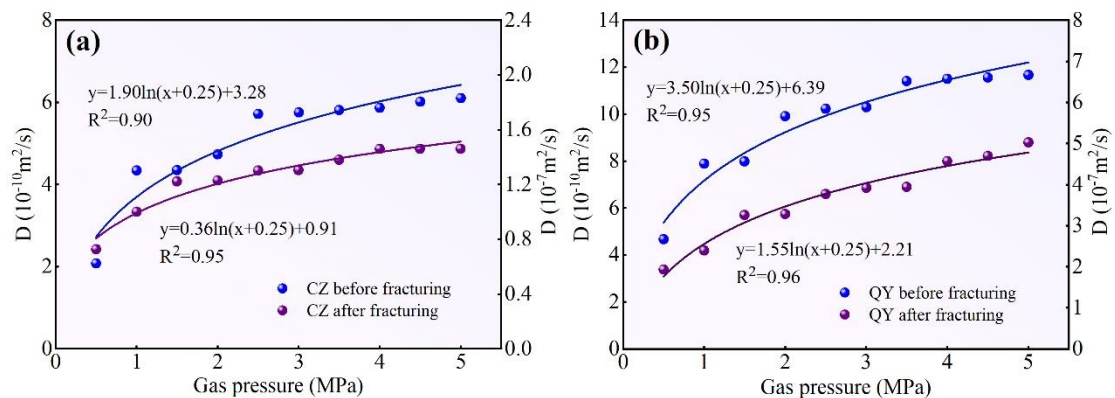 (a)
y=1.90ln(x+0.25)+3.28
R²=0.90
y=0.36ln(x+0.25)+0.91
R²=0.95
CZ before fracturing
CZ after fracturing
D (10⁻¹⁰m²/s)
0
2
4
6
8
D (10⁻⁷m²/s)
0.0
0.4
0.8
1.2
1.6
2.0
2.4
0 1 2 3 4 5
Gas pressure (MPa)
(b)
y=3.50ln(x+0.25)+6.39
R²=0.95
y=1.55ln(x+0.25)+2.21
R²=0.96
QY before fracturing
QY after fracturing
D (10⁻¹⁰m²/s)
0
2
4
6
8
10
12
14
D (10⁻⁷m²/s)
0
1
2
3
4
5
6
7
8
0 1 2 3 4 5
Gas pressure (MPa)